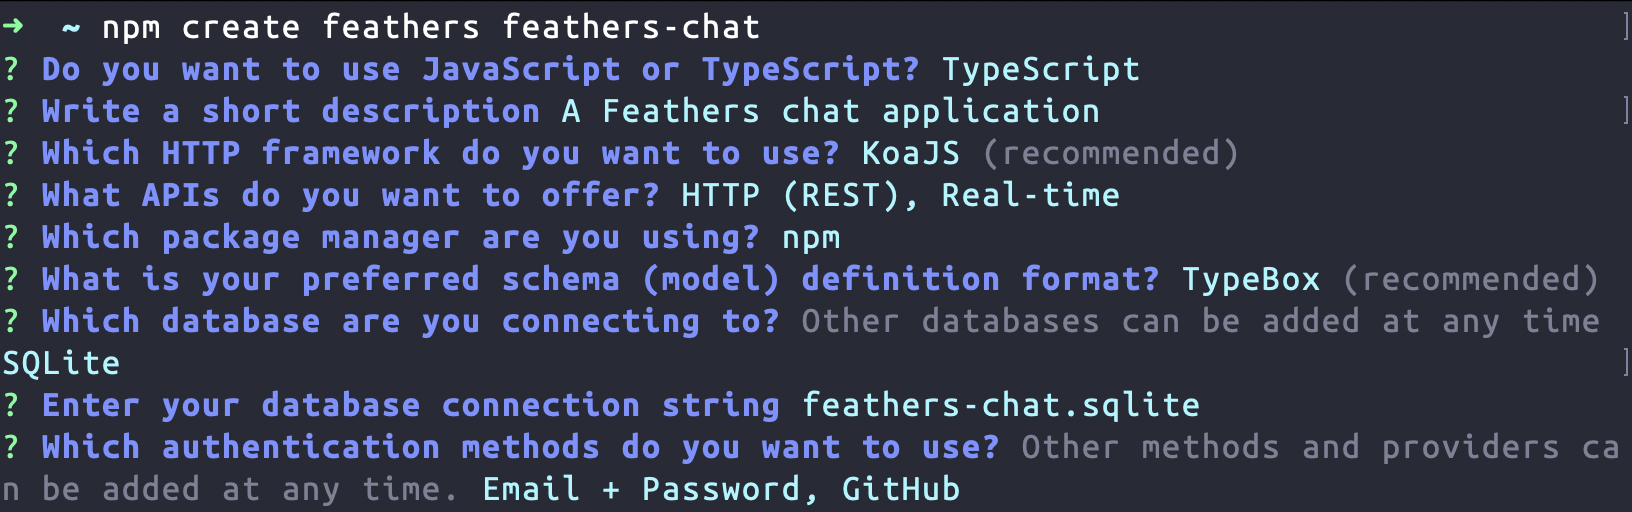 ➜  ~ npm create feathers feathers-chat
? Do you want to use JavaScript or TypeScript? TypeScript
? Write a short description A Feathers chat application
? Which HTTP framework do you want to use? KoaJS (recommended)
? What APIs do you want to offer? HTTP (REST), Real-time
? Which package manager are you using? npm
? What is your preferred schema (model) definition format? TypeBox (recommended)
? Which database are you connecting to? Other databases can be added at any time
SQLite
? Enter your database connection string feathers-chat.sqlite
? Which authentication methods do you want to use? Other methods and providers ca
n be added at any time. Email + Password, GitHub